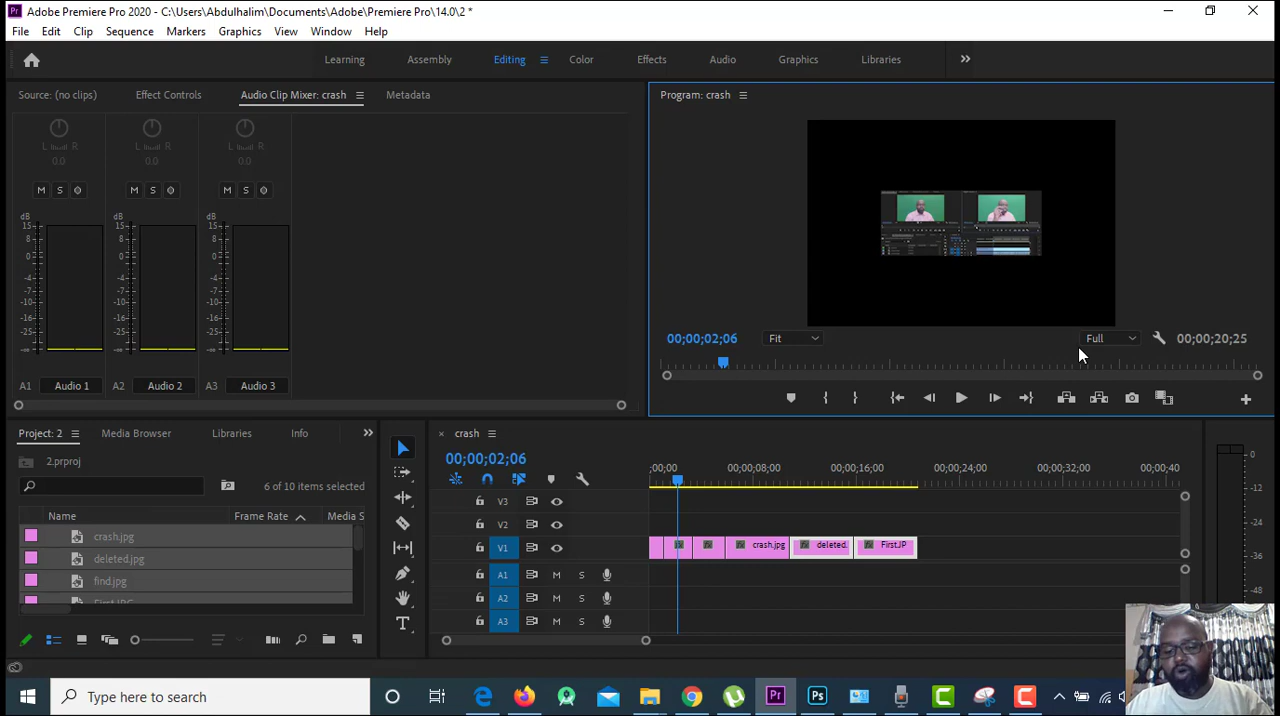 Adobe Premiere Pro 2020 - C:\Users\Abdulhalim\Documents\Adobe\Premiere Pro\14.0\2 *
File Edit Clip Sequence Markers Graphics View Window Help
Learning Assembly Editing Color Effects Audio Graphics Libraries
Source: (no clips) Effect Controls Audio Clip Mixer: crash Metadata
Program: crash
L R L R L R
0.0 0.0 0.0
M S M S M S
dB dB dB
15 15 15
8 8 8
0 0 0
-4 -4 -4
-7 -7 -7
-10 -10 -10
-16 -16 -16
-25 -25 -25
-∞ -∞ -∞
A1 Audio 1 A2 Audio 2 A3 Audio 3
00;00;02;06 Fit Full 00;00;20;25
Project: 2 Media Browser Libraries Info
2.prproj
6 of 10 items selected
Name Frame Rate Media S
crash.jpg
deleted.jpg
find.jpg
First.JPG
× crash
00;00;02;06
;00;00 00;00;08;00 00;00;16;00 00;00;24;00 00;00;32;00 00;00;40
V3
V2
V1 fx fx fx crash.jpg fx deleted. fx First.JP
A1 M S
A2 M S
A3 M S
0
-12
-24
-36
-48
Type here to search
Pr Ps